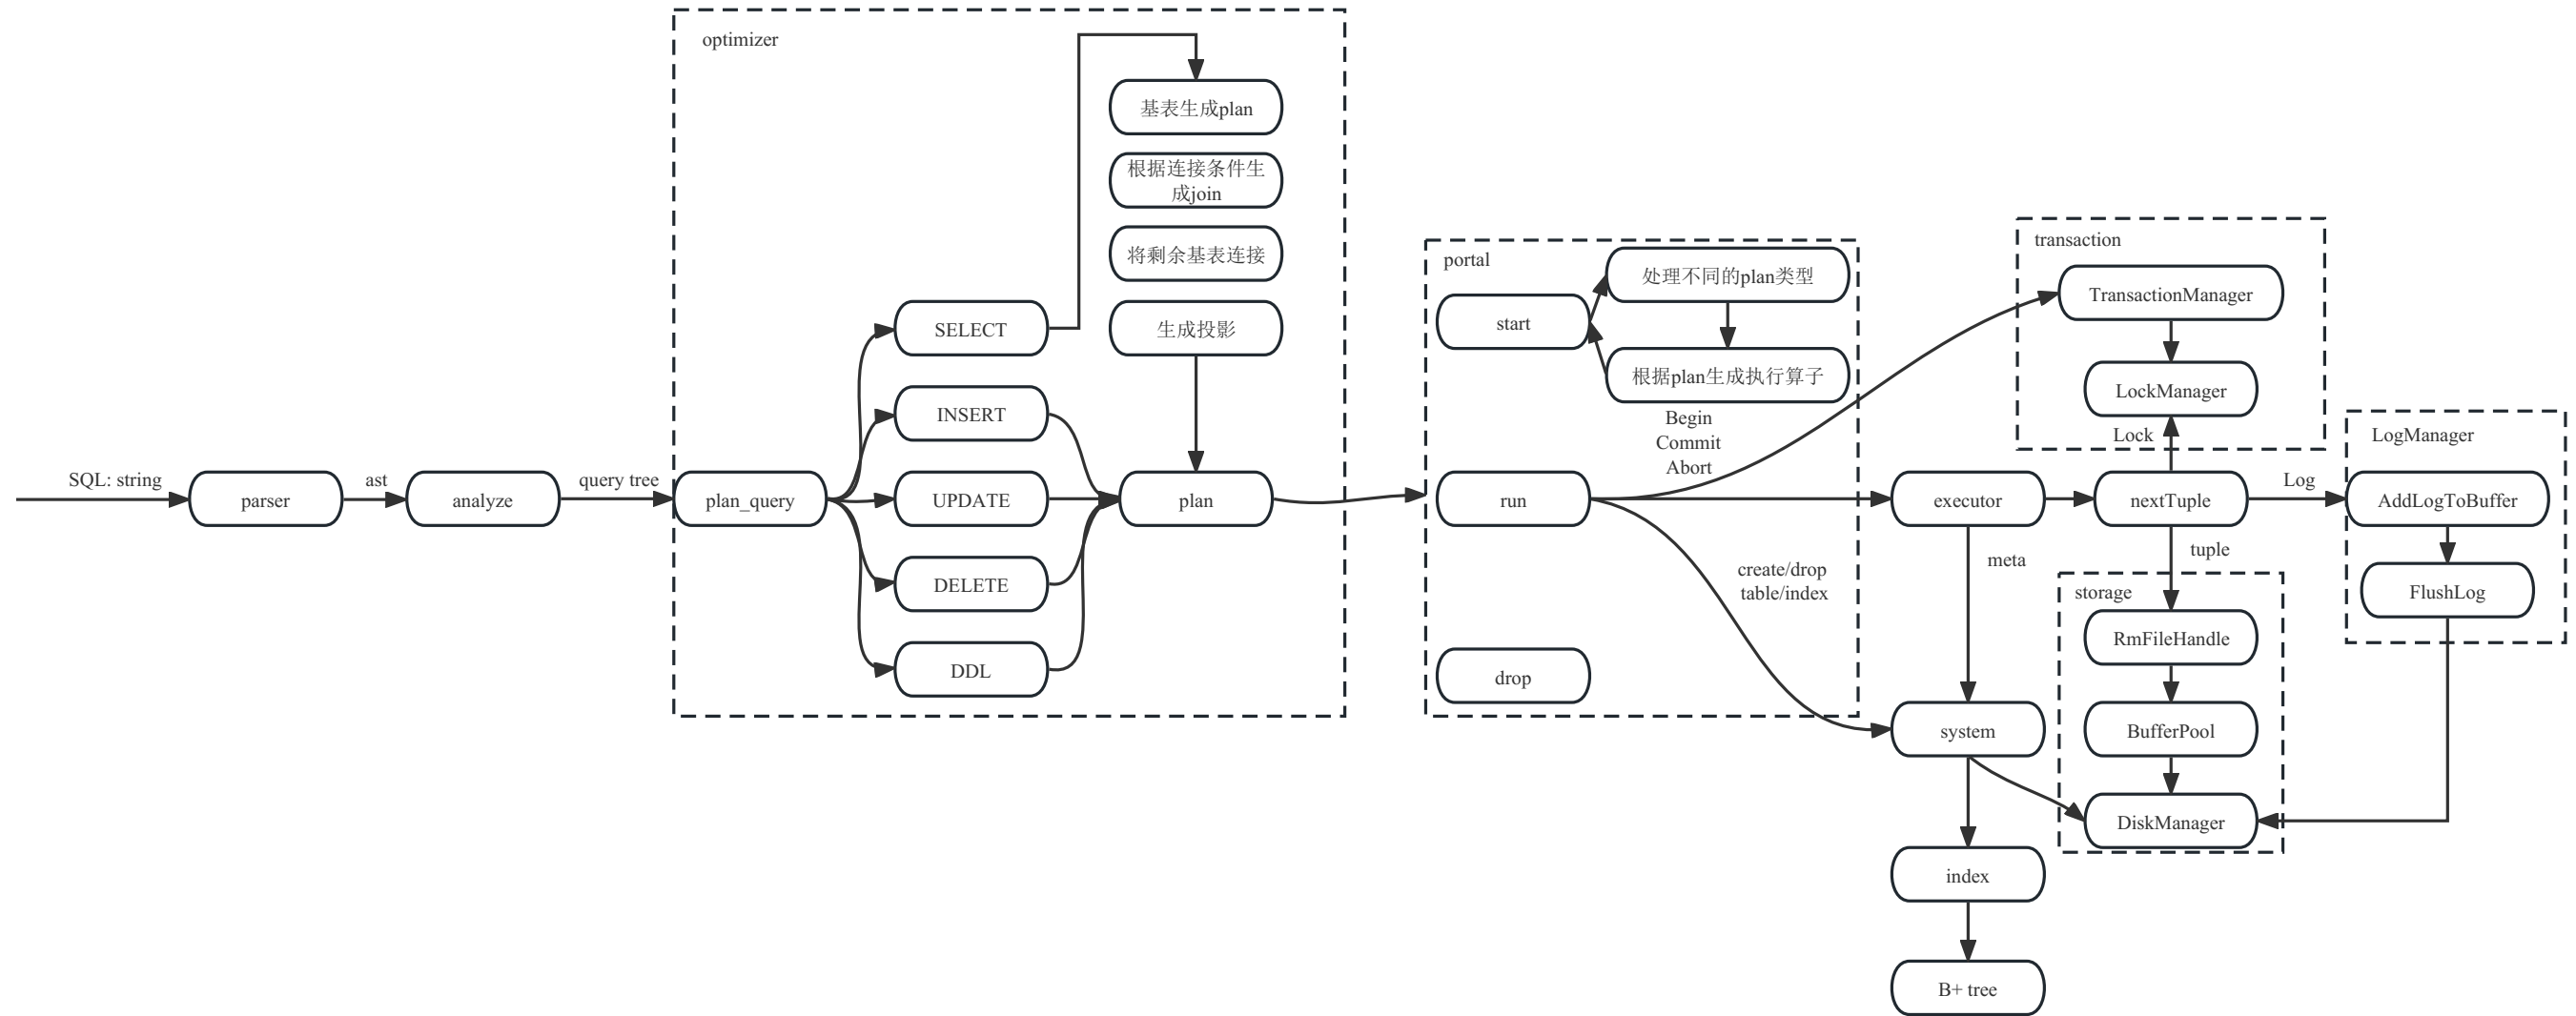 SQL: string
parser
ast
analyze
query tree
optimizer
plan_query
SELECT
INSERT
UPDATE
DELETE
DDL
基表生成plan
根据连接条件生
成join
将剩余基表连接
生成投影
plan
portal
start
处理不同的plan类型
根据plan生成执行算子
Begin
Commit
Abort
run
create/drop
table/index
drop
transaction
TransactionManager
LockManager
Lock
executor
nextTuple
Log
LogManager
AddLogToBuffer
FlushLog
meta
tuple
storage
RmFileHandle
BufferPool
DiskManager
system
index
B+ tree